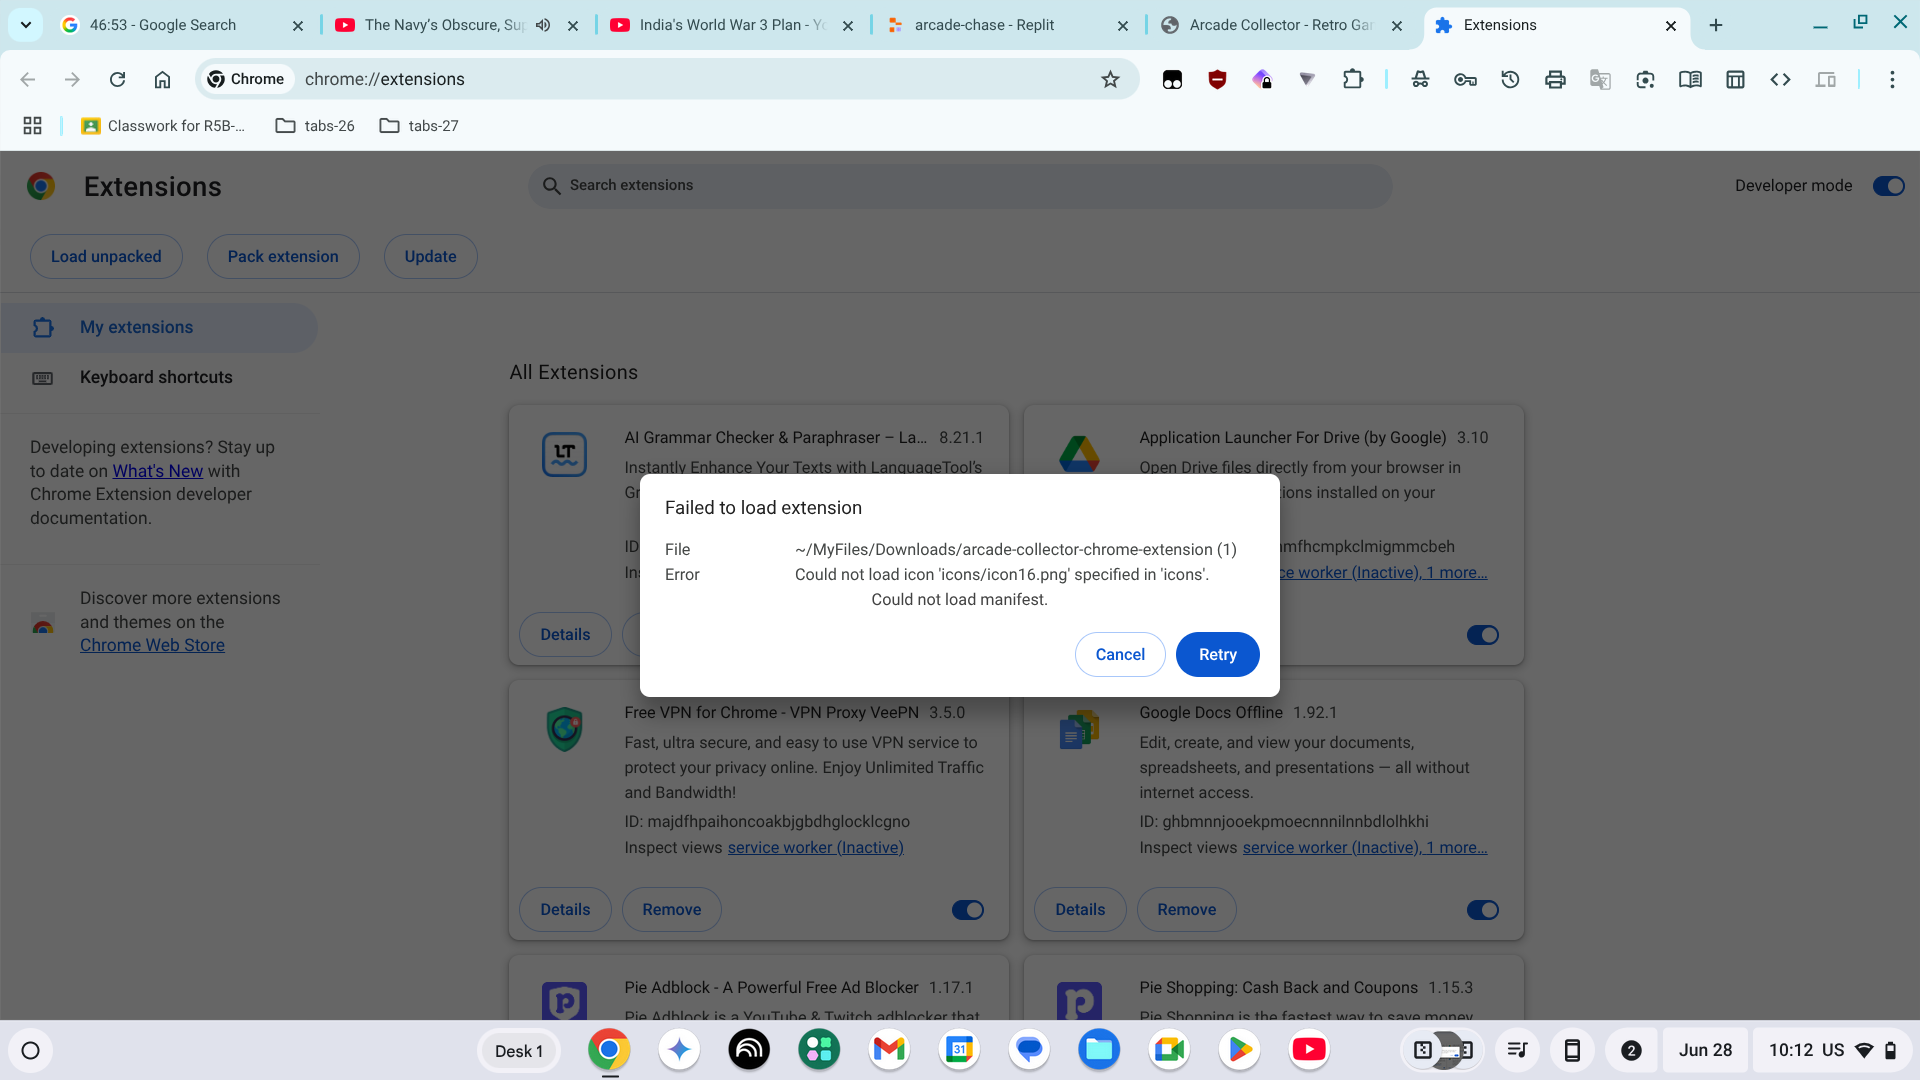 46:53 - Google Search
The Navy's Obscure, Sup
India's World War 3 Plan - Yo
arcade-chase - Replit
Arcade Collector - Retro Gar
Extensions
Chrome
chrome://extensions
Classwork for R5B-...
tabs-26
tabs-27
Extensions
Search extensions
Developer mode
Load unpacked
Pack extension
Update
My extensions
Keyboard shortcuts
Developing extensions? Stay up
to date on What's New with
Chrome Extension developer
documentation.
Discover more extensions
and themes on the
Chrome Web Store
All Extensions
LT
AI Grammar Checker & Paraphraser – La... 8.21.1
Instantly Enhance Your Texts with LanguageTool's
Gr
ID
Ins
Details
Application Launcher For Drive (by Google) 3.10
Open Drive files directly from your browser in
ions installed on your
mfhcmpkclmigmmcbeh
ce worker (Inactive), 1 more...
Failed to load extension
File ~/MyFiles/Downloads/arcade-collector-chrome-extension (1)
Error Could not load icon 'icons/icon16.png' specified in 'icons'.
Could not load manifest.
Cancel
Retry
Free VPN for Chrome - VPN Proxy VeePN 3.5.0
Fast, ultra secure, and easy to use VPN service to
protect your privacy online. Enjoy Unlimited Traffic
and Bandwidth!
ID: majdfhpaihoncoakbjgbdhglocklcgno
Inspect views service worker (Inactive)
Details
Remove
Google Docs Offline 1.92.1
Edit, create, and view your documents,
spreadsheets, and presentations — all without
internet access.
ID: ghbmnnjooekpmoecnnnilnnbdlolhkhi
Inspect views service worker (Inactive), 1 more...
Details
Remove
Pie Adblock - A Powerful Free Ad Blocker 1.17.1
Pie Adblock is a YouTube & Twitch adblocker that
Pie Shopping: Cash Back and Coupons 1.15.3
Pie Shopping is the fastest way to save money
Desk 1
31
2
Jun 28
10:12 US